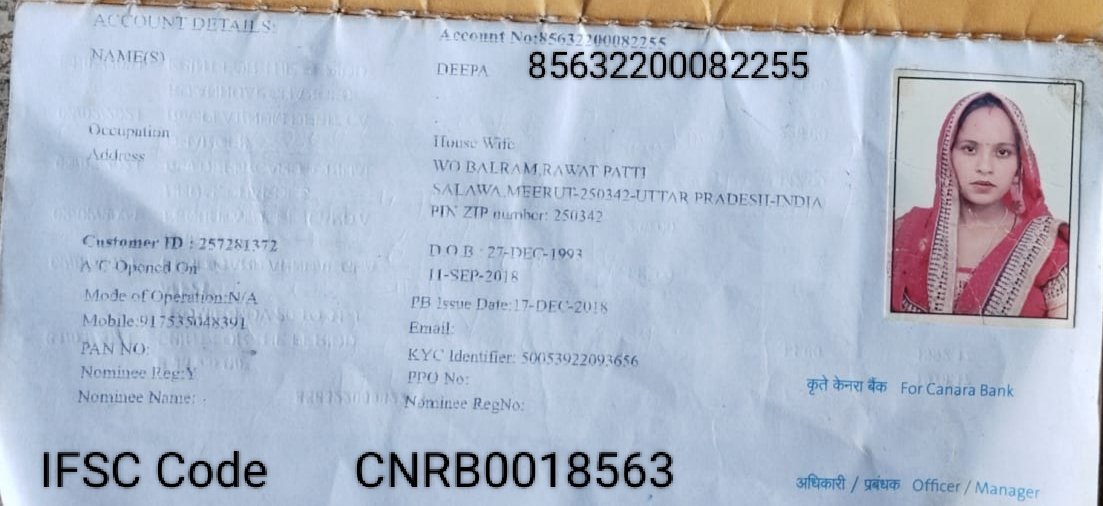 ACCOUNT DETAILS:
Account No:85632200082255
NAME(S)
DEEPA
85632200082255
Occupation
House Wife
Address
WO BALRAM,RAWAT PATTI
SALAWA,MEERUT-250342-UTTAR PRADESH-INDIA
PIN ZIP number: 250342
Customer ID : 257281372
D.O.B : 27-DEC-1993
A/C Opened On
11-SEP-2018
Mode of Operation:N/A
PB Issue Date:17-DEC-2018
Mobile:917535048391
Email:
PAN NO:
KYC Identifier: 50053922093656
Nominee Reg:Y
PPO No:
Nominee Name:
Nominee RegNo:
कृते केनरा बैंक For Canara Bank
IFSC Code CNRB0018563
अधिकारी / प्रबंधक Officer / Manager